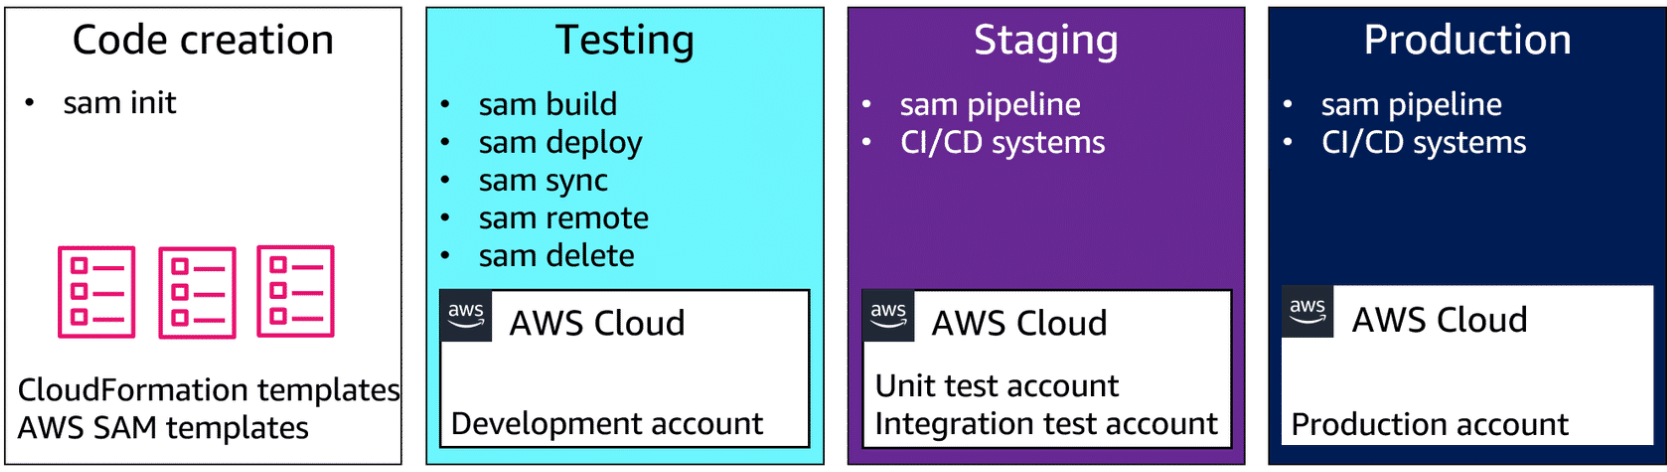 Code creation
• sam init
CloudFormation templates
AWS SAM templates
Testing
• sam build
• sam deploy
• sam sync
• sam remote
• sam delete
aws
AWS Cloud
Development account
Staging
• sam pipeline
• CI/CD systems
aws
AWS Cloud
Unit test account
Integration test account
Production
• sam pipeline
• CI/CD systems
aws
AWS Cloud
Production account